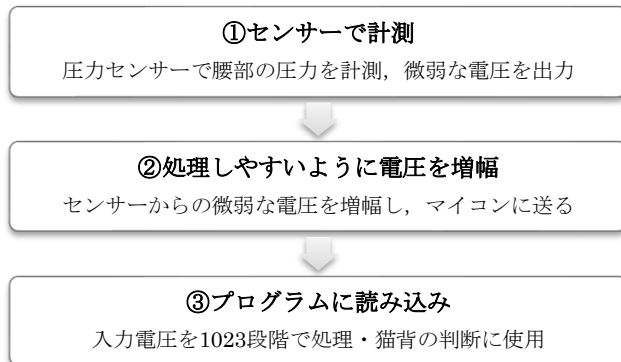 ①センサーで計測
圧力センサーで腰部の圧力を計測，微弱な電圧を出力
②処理しやすいように電圧を増幅
センサーからの微弱な電圧を増幅し，マイコンに送る
③プログラムに読み込み
入力電圧を1023段階で処理・猫背の判断に使用